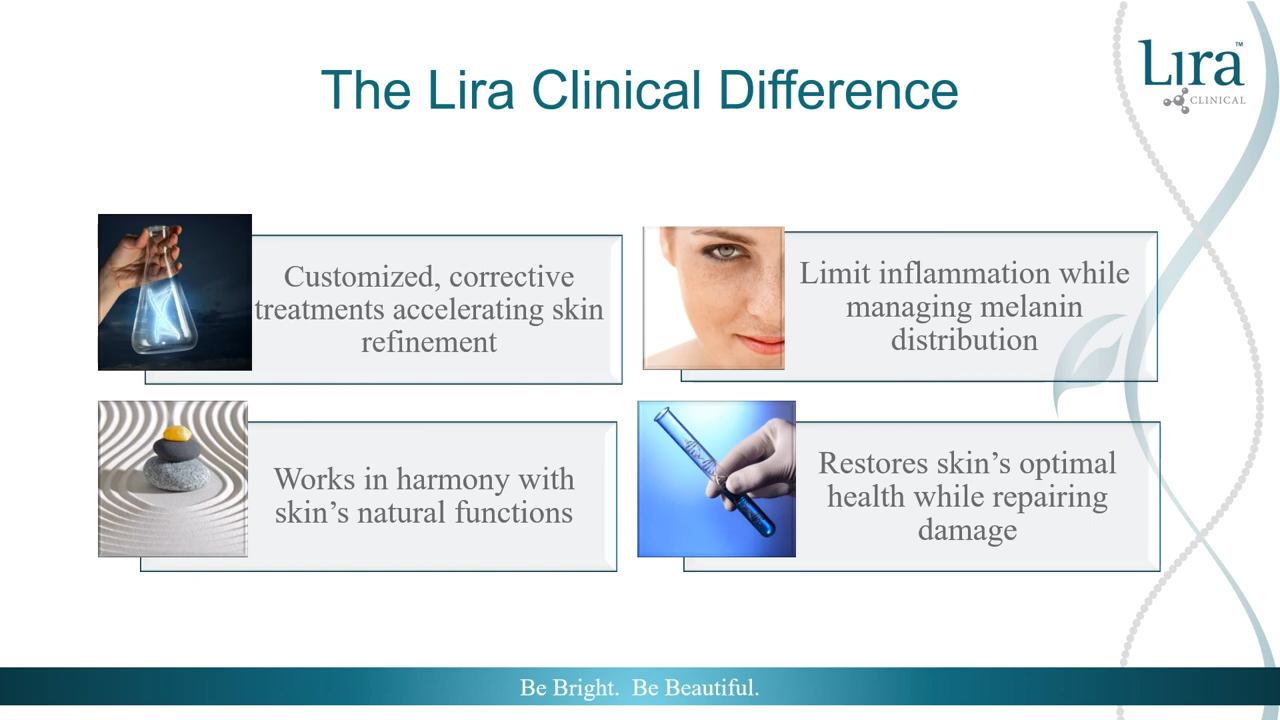 The Lira Clinical Difference
Lira™
CLINICAL
Customized, corrective
treatments accelerating skin
refinement
Limit inflammation while
managing melanin
distribution
Works in harmony with
skin’s natural functions
Restores skin’s optimal
health while repairing
damage
Be Bright.  Be Beautiful.